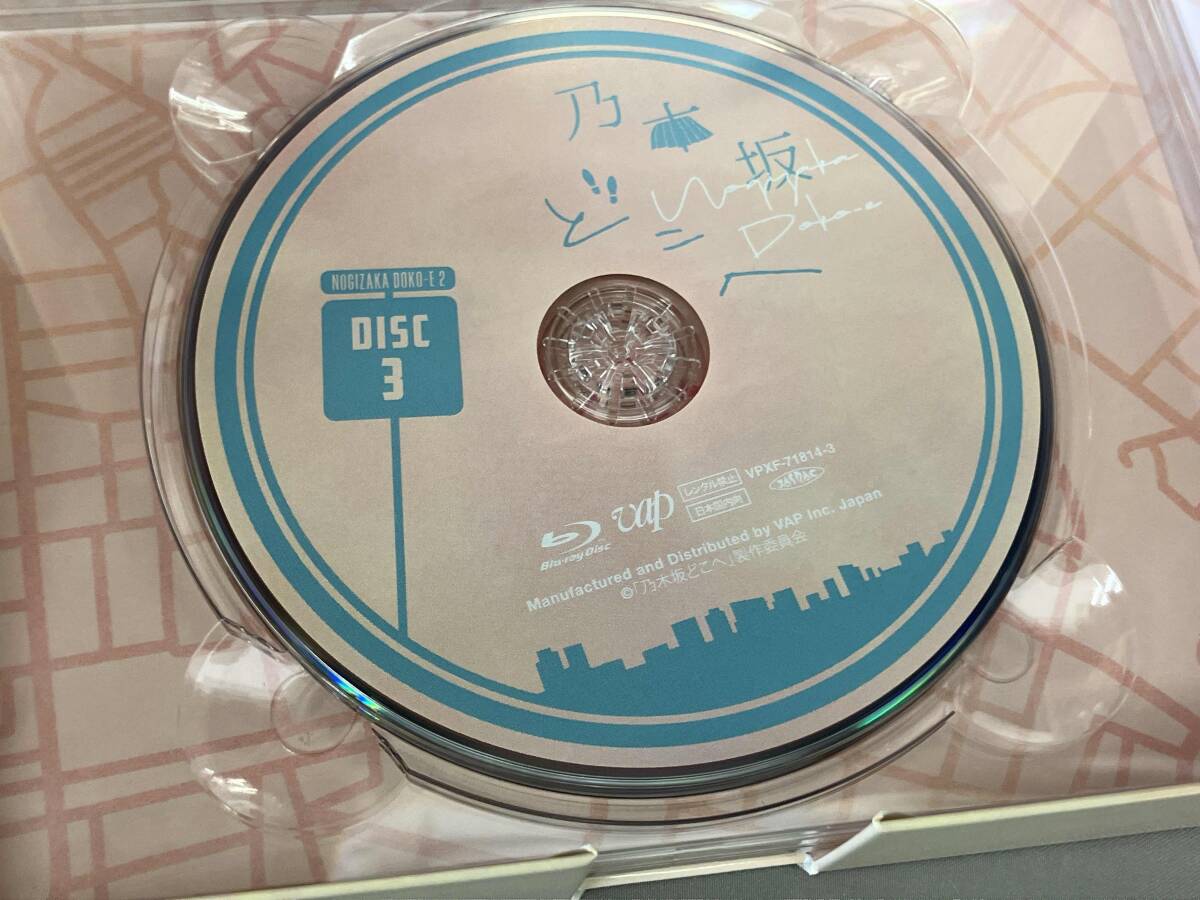 乃木坂
どこへ
Nogizaka
Doko-e
NOGIZAKA DOKO-E 2
DISC
3
Blu-ray Disc
vap
レンタル禁止
日本国内向
VPXF-71814-3
JASRAC
Manufactured and Distributed by VAP Inc. Japan
©「乃木坂どこへ」製作委員会